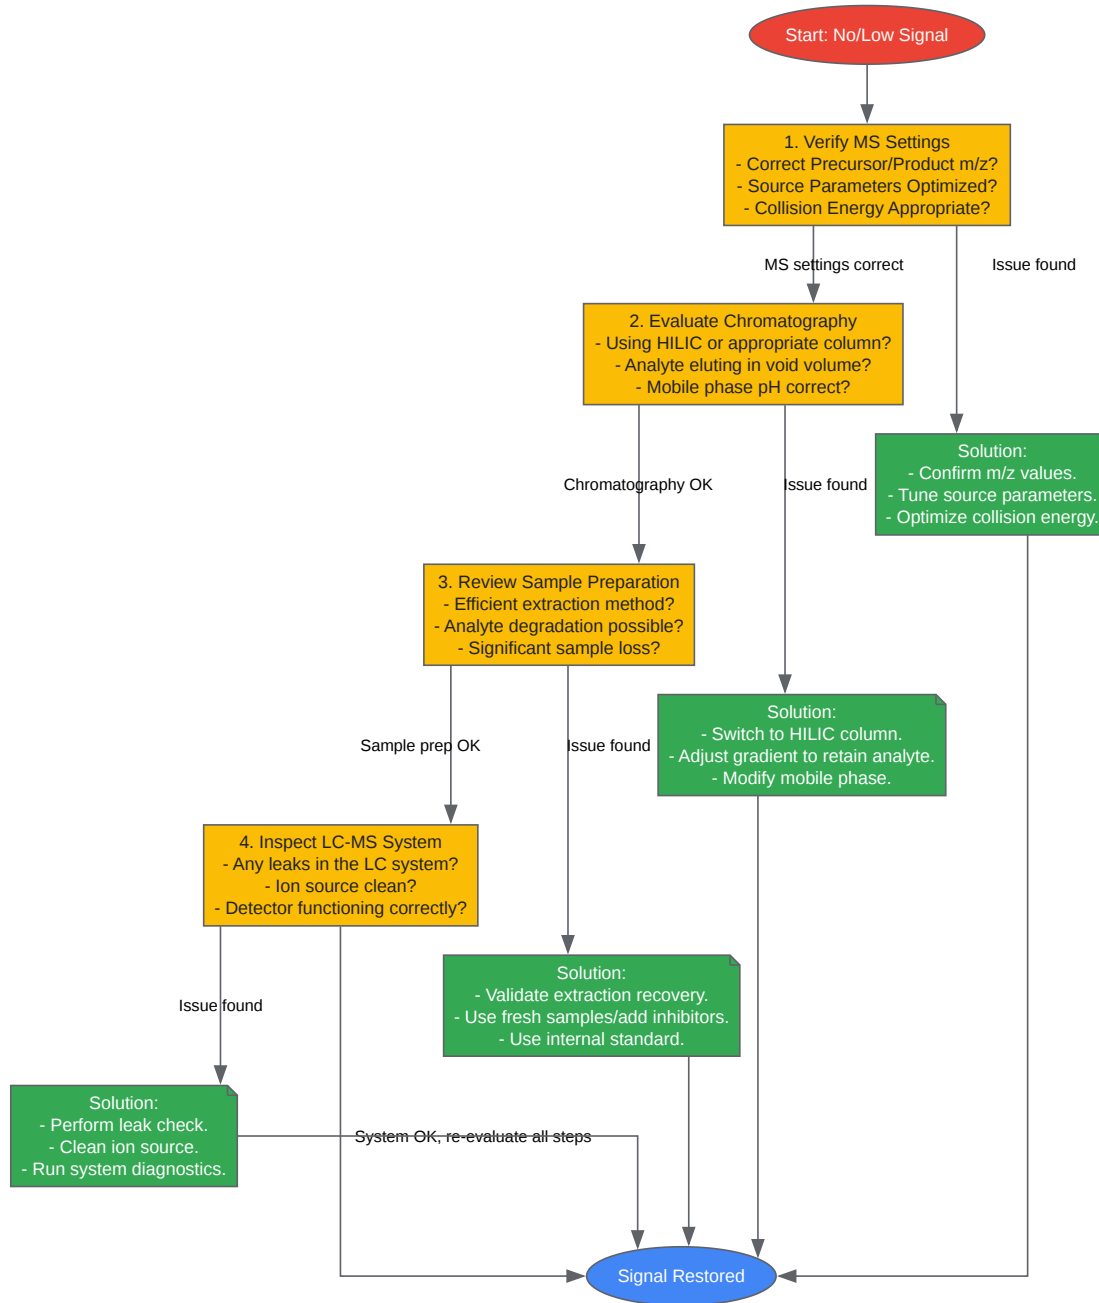 Start: No/Low Signal
1. Verify MS Settings
- Correct Precursor/Product m/z?
- Source Parameters Optimized?
- Collision Energy Appropriate?
MS settings correct
Issue found
2. Evaluate Chromatography
- Using HILIC or appropriate column?
- Analyte eluting in void volume?
- Mobile phase pH correct?
Solution:
- Confirm m/z values.
- Tune source parameters.
- Optimize collision energy.
Chromatography OK
Issue found
3. Review Sample Preparation
- Efficient extraction method?
- Analyte degradation possible?
- Significant sample loss?
Solution:
- Switch to HILIC column.
- Adjust gradient to retain analyte.
- Modify mobile phase.
Sample prep OK
Issue found
4. Inspect LC-MS System
- Any leaks in the LC system?
- Ion source clean?
- Detector functioning correctly?
Solution:
- Validate extraction recovery.
- Use fresh samples/add inhibitors.
- Use internal standard.
Issue found
Solution:
- Perform leak check.
- Clean ion source.
- Run system diagnostics.
System OK, re-evaluate all steps
Signal Restored